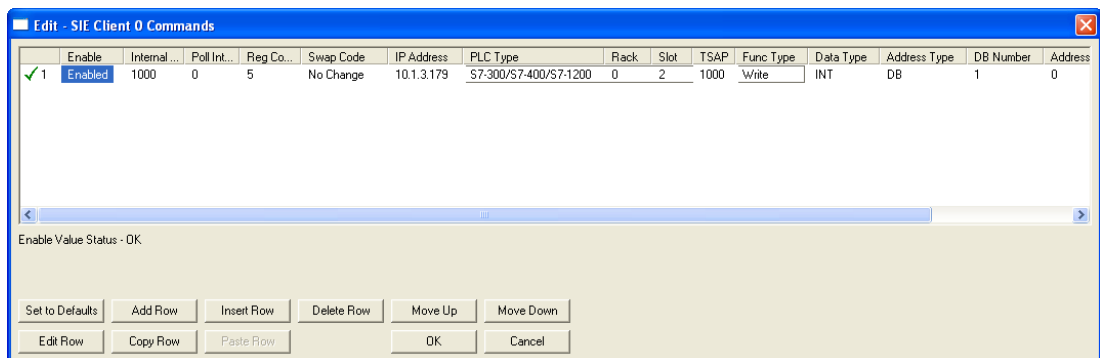 Edit - SIE Client 0 Commands
Enable Internal ... Poll Int... Reg Co... Swap Code IP Address PLC Type Rack Slot TSAP Func Type Data Type Address Type DB Number Address
1 Enabled 1000 0 5 No Change 10.1.3.179 S7-300/S7-400/S7-1200 0 2 1000 Write INT DB 1 0
Enable Value Status - OK
Set to Defaults Add Row Insert Row Delete Row Move Up Move Down
Edit Row Copy Row Paste Row OK Cancel